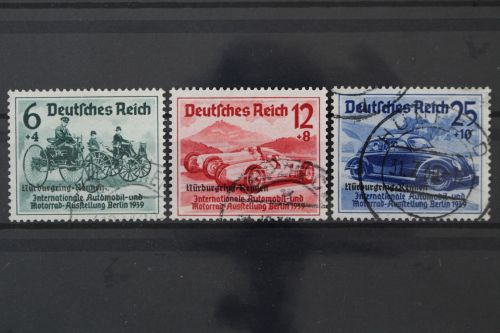 6
+4
Deutsches Reich
Nürburgring-Rennen
Internationale Automobil-und
Motorrad-Ausstellung Berlin 1939
Deutsches Reich
12
+8
Nürburgring-Rennen
Internationale Automobil-und
Motorrad-Ausstellung Berlin 1939
Deutsches Reich
25
+10
Nürburgring-Rennen
Internationale Automobil-und
Motorrad-Ausstellung Berlin 1939